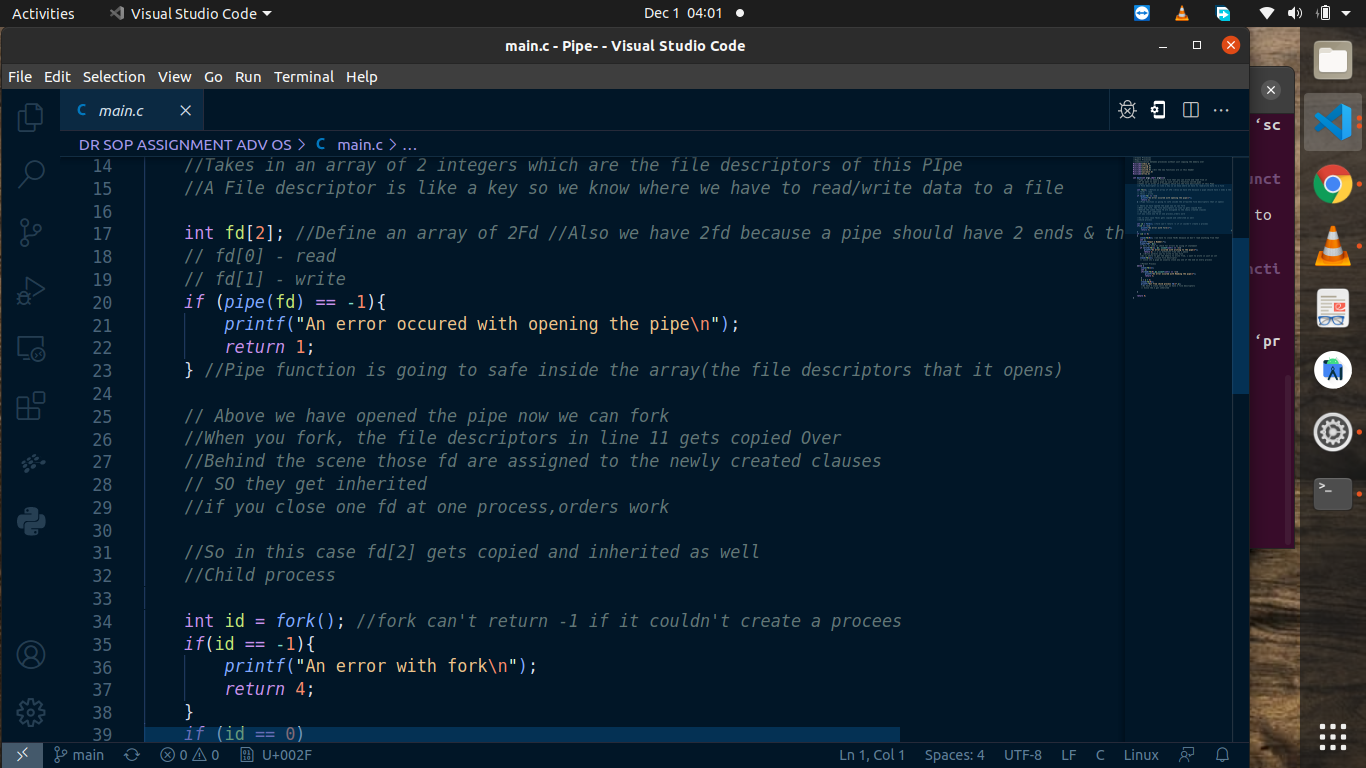 Activities
Visual Studio Code
Dec 1 04:01
main.c - Pipe- - Visual Studio Code
File Edit Selection View Go Run Terminal Help
C main.c
DR SOP ASSIGNMENT ADV OS > C main.c > ...
14 //Takes in an array of 2 integers which are the file descriptors of this PIpe
15 //A File descriptor is like a key so we know where we have to read/write data to a file
16
17 int fd[2]; //Define an array of 2Fd //Also we have 2fd because a pipe should have 2 ends & th
18 // fd[0] - read
19 // fd[1] - write
20 if (pipe(fd) == -1){
21 printf("An error occured with opening the pipe\n");
22 return 1;
23 } //Pipe function is going to safe inside the array(the file descriptors that it opens)
24
25 // Above we have opened the pipe now we can fork
26 //When you fork, the file descriptors in line 11 gets copied Over
27 //Behind the scene those fd are assigned to the newly created clauses
28 // SO they get inherited
29 //if you close one fd at one process,orders work
30
31 //So in this case fd[2] gets copied and inherited as well
32 //Child process
33
34 int id = fork(); //fork can't return -1 if it couldn't create a procees
35 if(id == -1){
36 printf("An error with fork\n");
37 return 4;
38 }
39 if (id == 0)
‘sc
unct
to
ncti
‘pr
main
0
0
U+002F
Ln 1, Col 1
Spaces: 4
UTF-8
LF
C
Linux